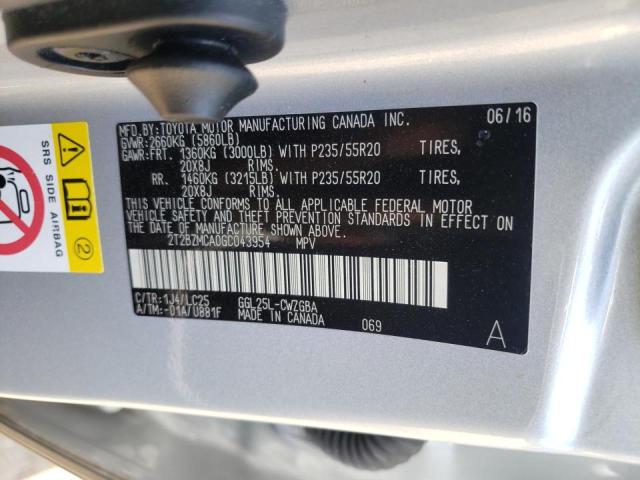 MFD.BY:TOYOTA MOTOR MANUFACTURING CANADA INC. 06/16
GVWR:2660KG (5860LB)
GAWR:FRT. 1360KG (3000LB) WITH P235/55R20 TIRES,
20X8J RIMS.
RR. 1460KG (3215LB) WITH P235/55R20 TIRES,
20X8J RIMS.
THIS VEHICLE CONFORMS TO ALL APPLICABLE FEDERAL MOTOR
VEHICLE SAFETY AND THEFT PREVENTION STANDARDS IN EFFECT ON
THE DATE OF MANUFACTURE SHOWN ABOVE.
2T2BZMCA0GC043954 MPV
C/TR:1J4/LC25 GGL25L-CWZGBA
A/TM:-01A/U881F MADE IN CANADA
069
A
SRS SIDE AIRBAG
2